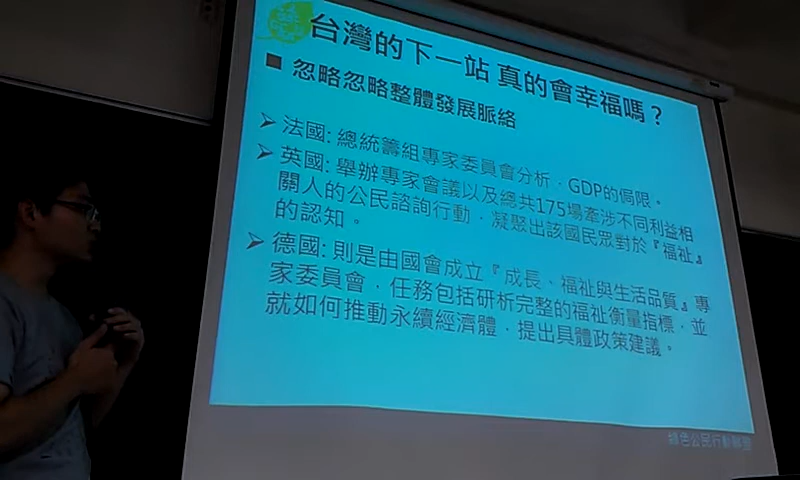 台灣的下一站 真的會幸福嗎？
■ 忽略忽略整體發展脈絡
➢ 法國: 總統籌組專家委員會分析，GDP的侷限。
➢ 英國: 舉辦專家會議以及總共175場牽涉不同利益相
關人的公民諮詢行動，凝聚出該國民眾對於『福祉』
的認知。
➢ 德國: 則是由國會成立『成長、福祉與生活品質』專
家委員會，任務包括研析完整的福祉衡量指標，並
就如何推動永續經濟體，提出具體政策建議。
綠色公民行動聯盟